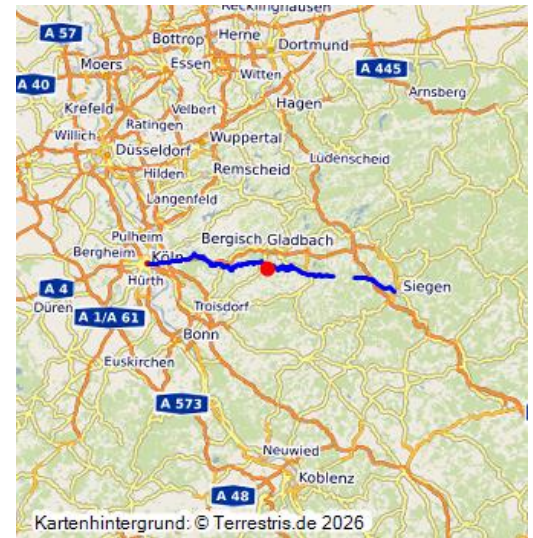 Recklinghausen
A 57
Bottrop
Herne
Dortmund
Moers
Essen
A 445
A 40
Witten
Arnsberg
Krefeld
Velbert
Hagen
Willich
Ratingen
Wuppertal
Düsseldorf
Lüdenscheid
Hilden
Remscheid
Langenfeld
Pulheim
Bergisch Gladbach
Bergheim
Köln
A 4
Hürth
Siegen
Düren
A 1/A 61
Troisdorf
Bonn
Euskirchen
A 573
Neuwied
Koblenz
A 48
Kartenhintergrund: © Terrestris.de 2026